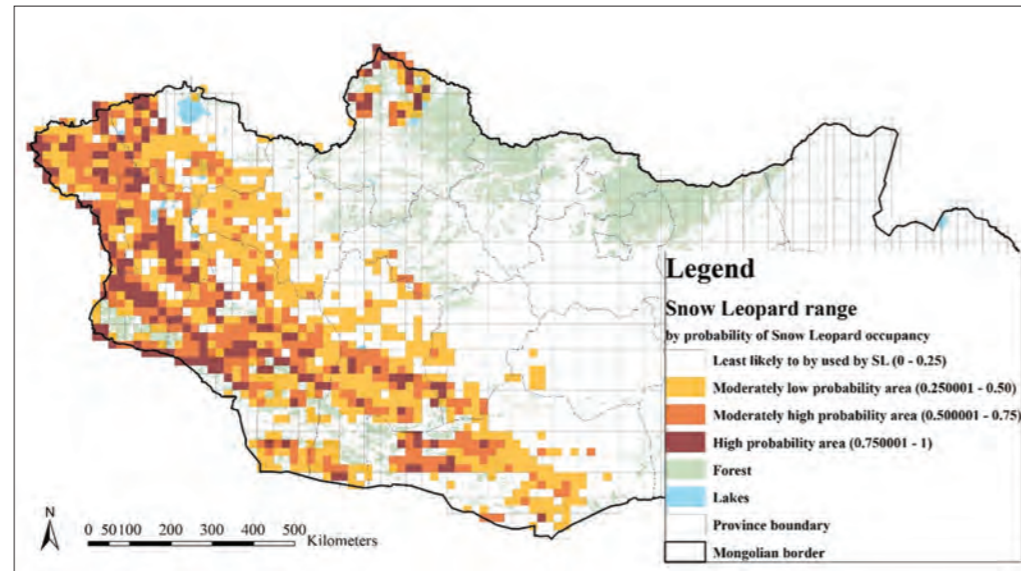 Legend
Snow Leopard range
by probability of Snow Leopard occupancy
Least likely to by used by SL (0 - 0.25)
Moderately low probability area (0.250001 - 0.50)
Moderately high probability area (0.500001 - 0.75)
High probability area (0.750001 - 1)
Forest
Lakes
Province boundary
Mongolian border
N
0 50100 200 300 400 500
Kilometers